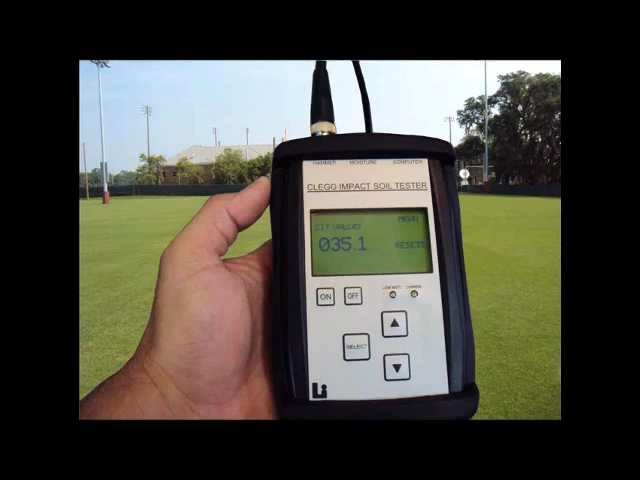 HAMMER MOISTURE COMPUTER
CLEGG IMPACT SOIL TESTER
MENU
CIT VALUE
035.1 RESET
LOW BATT
ON OFF
SELECT
Li